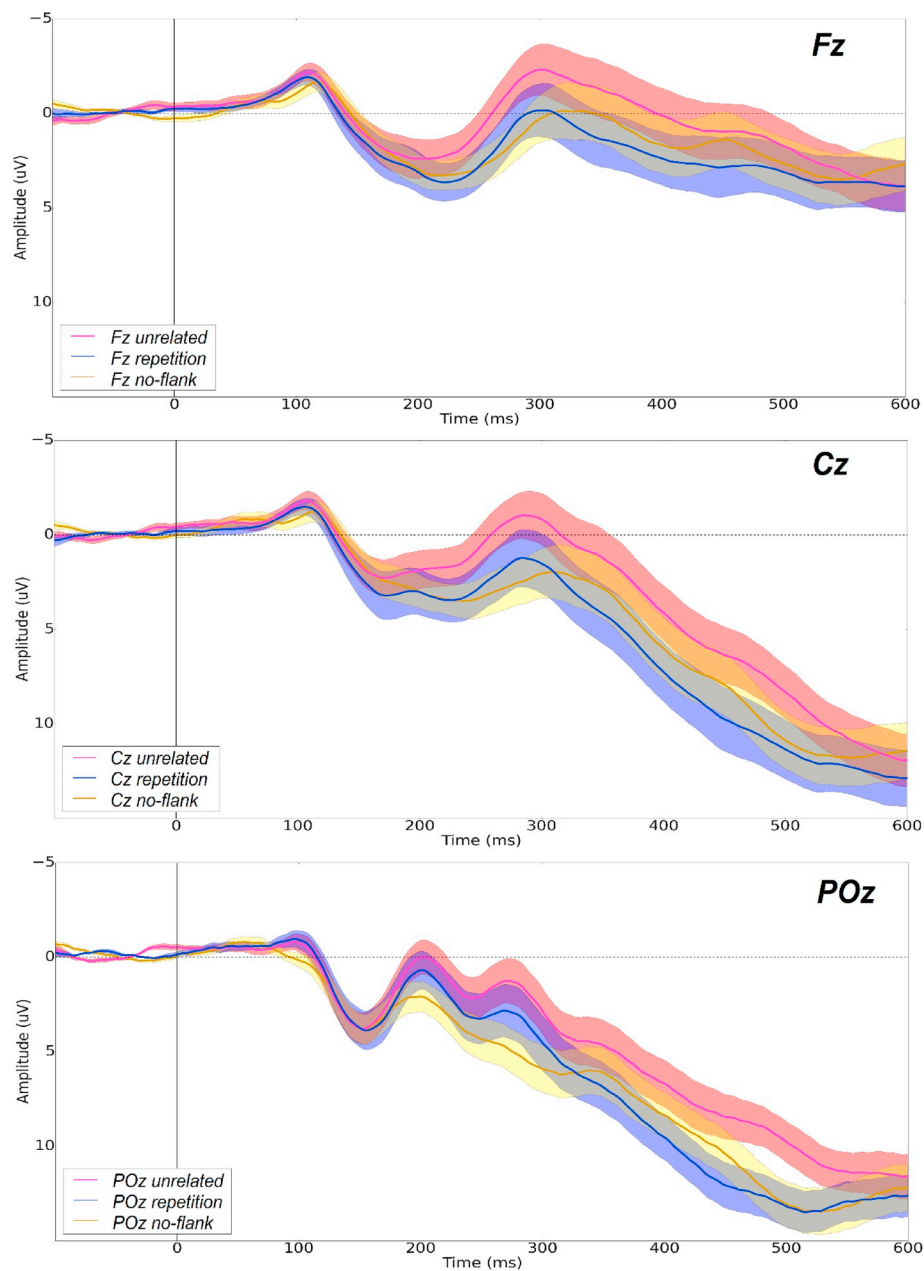 Fz
−5
0
5
10
Amplitude (uV)
Fz unrelated
Fz repetition
Fz no-flank
0 100 200 300 400 500 600
Time (ms)
Cz
−5
0
5
10
Amplitude (uV)
Cz unrelated
Cz repetition
Cz no-flank
0 100 200 300 400 500 600
Time (ms)
POz
−5
0
5
10
Amplitude (uV)
POz unrelated
POz repetition
POz no-flank
0 100 200 300 400 500 600
Time (ms)